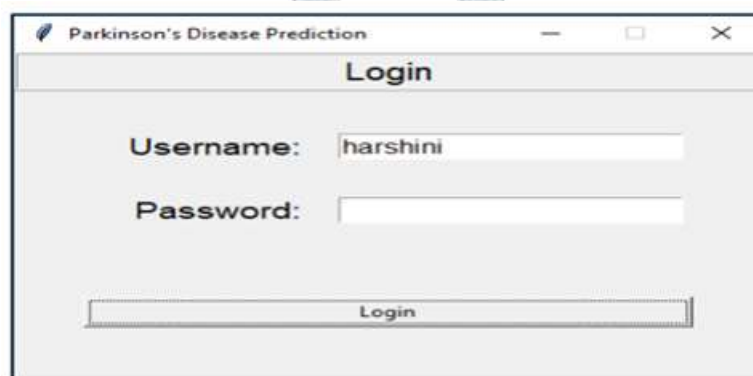 Parkinson's Disease Prediction
Login
Username: harshini
Password:
Login